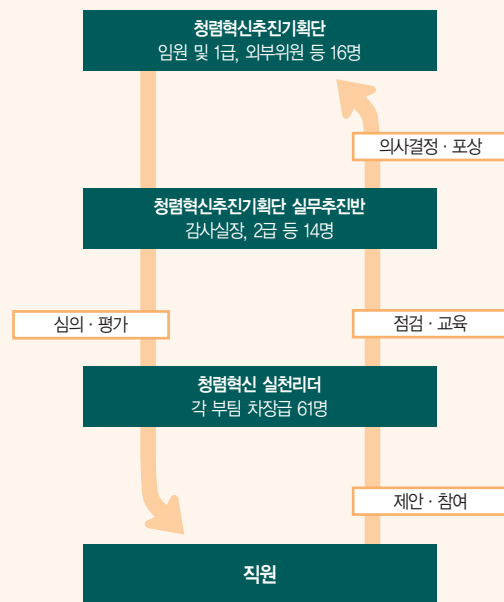 청렴혁신추진기획단
임원 및 1급, 외부위원 등 16명
의사결정 · 포상
청렴혁신추진기획단 실무추진반
감사실장, 2급 등 14명
심의 · 평가
점검 · 교육
청렴혁신 실천리더
각 부팀 차장급 61명
제안 · 참여
직원